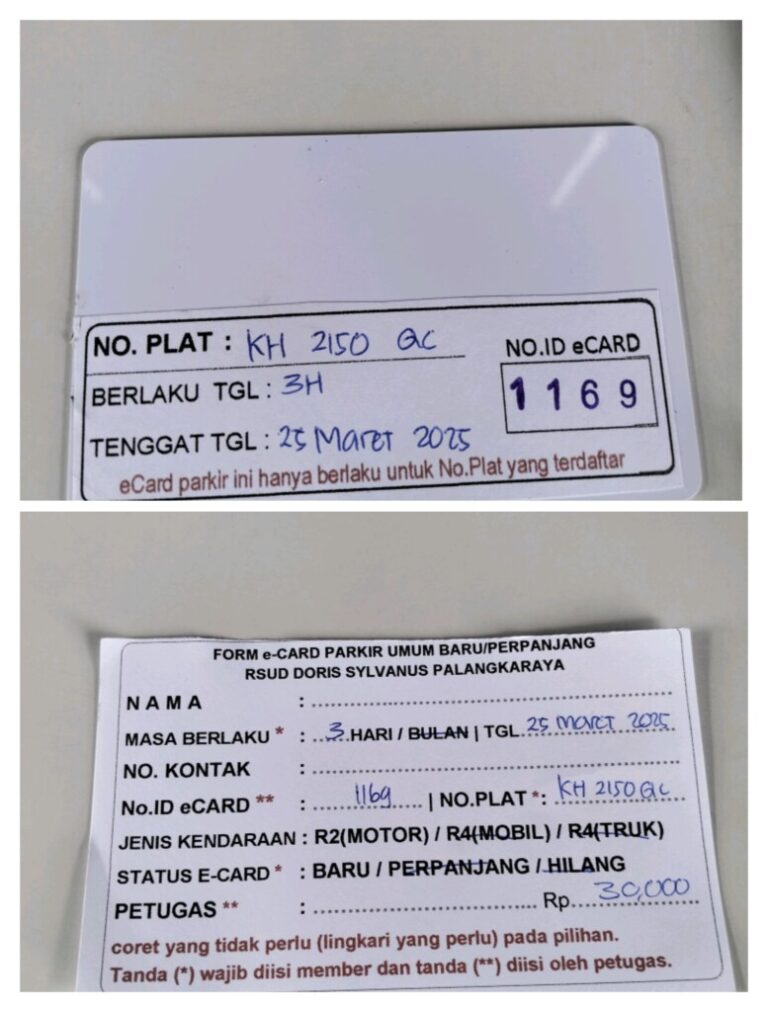 NO. PLAT : KH 2150 QC
NO.ID eCARD
BERLAKU TGL : 3H
1169
TENGGAT TGL : 25 Maret 2025
eCard parkir ini hanya berlaku untuk No.Plat yang terdaftar
FORM e-CARD PARKIR UMUM BARU/PERPANJANG
RSUD DORIS SYLVANUS PALANGKARAYA
NAMA :
MASA BERLAKU * : 3 HARI / BULAN | TGL 25 Maret 2025
NO. KONTAK :
No.ID eCARD ** : 1169 | NO.PLAT *: KH 2150 QC
JENIS KENDARAAN : R2(MOTOR) / R4(MOBIL) / R4(TRUK)
STATUS E-CARD * : BARU / PERPANJANG / HILANG
PETUGAS ** : Rp. 30,000
coret yang tidak perlu (lingkari yang perlu) pada pilihan.
Tanda (*) wajib diisi member dan tanda (**) diisi oleh petugas.